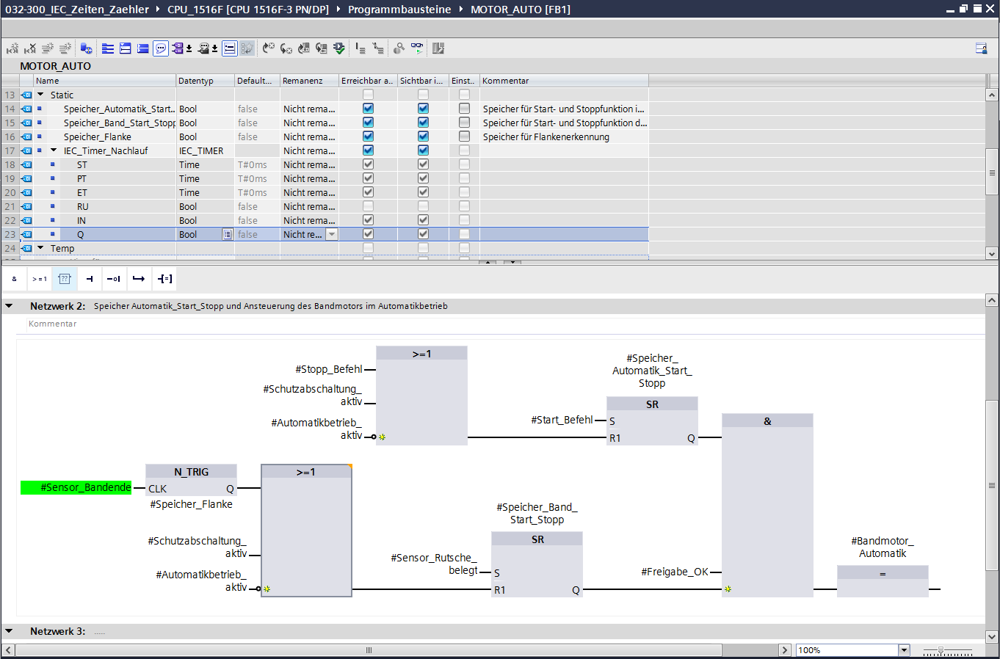 032-300_IEC_Zeiten_Zaehler CPU_1516F [CPU 1516F-3 PN/DP] Programmbausteine MOTOR_AUTO [FB1]
MOTOR_AUTO
Name Datentyp Default... Remanenz Erreichbar a.. Sichtbar i... Einst.. Kommentar
13 Static
14 Speicher_Automatik_Start.. Bool false Nicht rema... Speicher für Start- und Stoppfunktion i...
15 Speicher_Band_Start_Stopp Bool false Nicht rema... Speicher für Start- und Stoppfunktion d...
16 Speicher_Flanke Bool false Nicht rema... Speicher für Flankenerkennung
17 IEC_Timer_Nachlauf IEC_TIMER Nicht rema...
18 ST Time T#0ms Nicht rema...
19 PT Time T#0ms Nicht rema...
20 ET Time T#0ms Nicht rema...
21 RU Bool false Nicht rema...
22 IN Bool false Nicht rema...
23 Q Bool false Nicht re...
24 Temp
& >=1 ?? -o| [=]
Netzwerk 2: Speicher Automatik_Start_Stopp und Ansteuerung des Bandmotors im Automatikbetrieb
Kommentar
>=1
#Stopp_Befehl
#Schutzabschaltung_
aktiv
#Automatikbetrieb_
aktiv
#Speicher_
Automatik_Start_
Stopp
SR
#Start_Befehl S
R1 Q
&
N_TRIG
#Sensor_Bandende CLK Q
#Speicher_Flanke
>=1
#Schutzabschaltung_
aktiv
#Automatikbetrieb_
aktiv
#Speicher_Band_
Start_Stopp
SR
#Sensor_Rutsche_
belegt S
R1 Q
#Freigabe_OK
#Bandmotor_
Automatik
=
Netzwerk 3: .....
100%